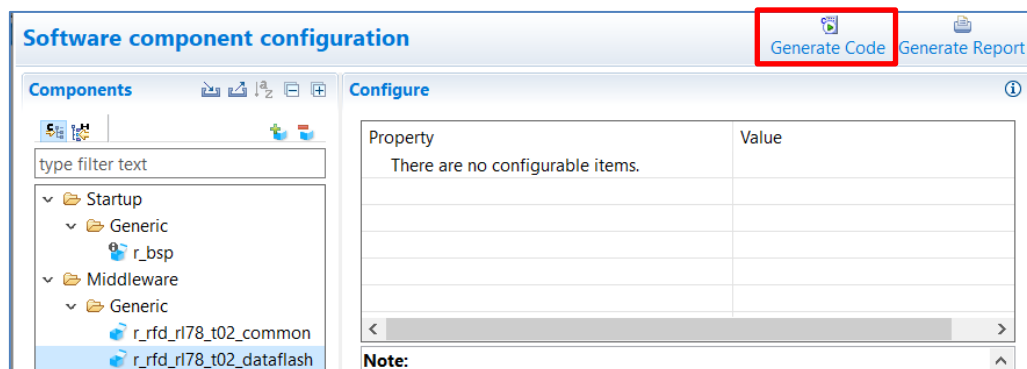 Software component configuration
Generate Code
Generate Report
Components
Configure
Property
Value
There are no configurable items.
type filter text
Startup
Generic
r_bsp
Middleware
Generic
r_rfd_rl78_t02_common
r_rfd_rl78_t02_dataflash
Note: